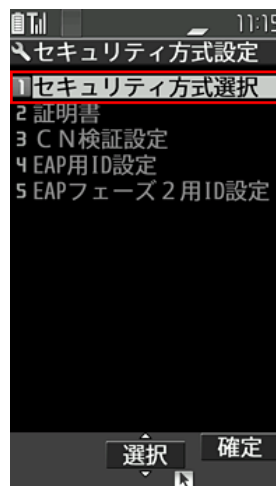 11:15
セキュリティ方式設定
1 セキュリティ方式選択
2 証明書
3 ＣＮ検証設定
4 EAP用ID設定
5 EAPフェーズ２用ID設定
確定
選択